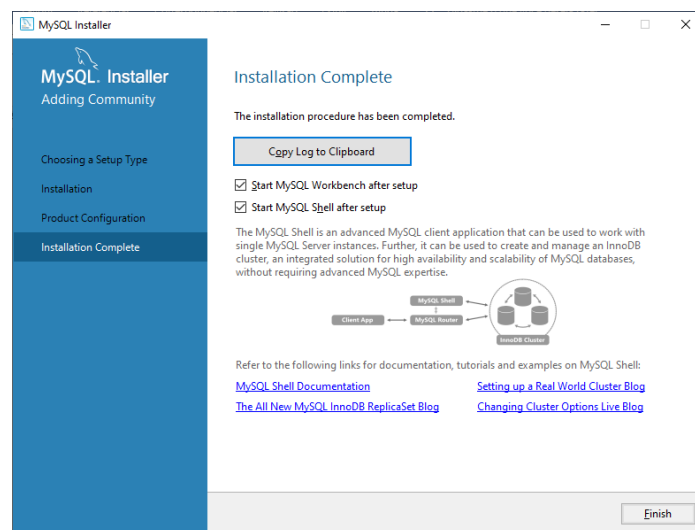 MySQL Installer
MySQL. Installer
Adding Community
Choosing a Setup Type
Installation
Product Configuration
Installation Complete
Installation Complete
The installation procedure has been completed.
Copy Log to Clipboard
Start MySQL Workbench after setup
Start MySQL Shell after setup
The MySQL Shell is an advanced MySQL client application that can be used to work with
single MySQL Server instances. Further, it can be used to create and manage an InnoDB
cluster, an integrated solution for high availability and scalability of MySQL databases,
without requiring advanced MySQL expertise.
MySQL Shell
Client App
MySQL Router
InnoDB Cluster
Refer to the following links for documentation, tutorials and examples on MySQL Shell:
MySQL Shell Documentation
Setting up a Real World Cluster Blog
The All New MySQL InnoDB ReplicaSet Blog
Changing Cluster Options Live Blog
Finish